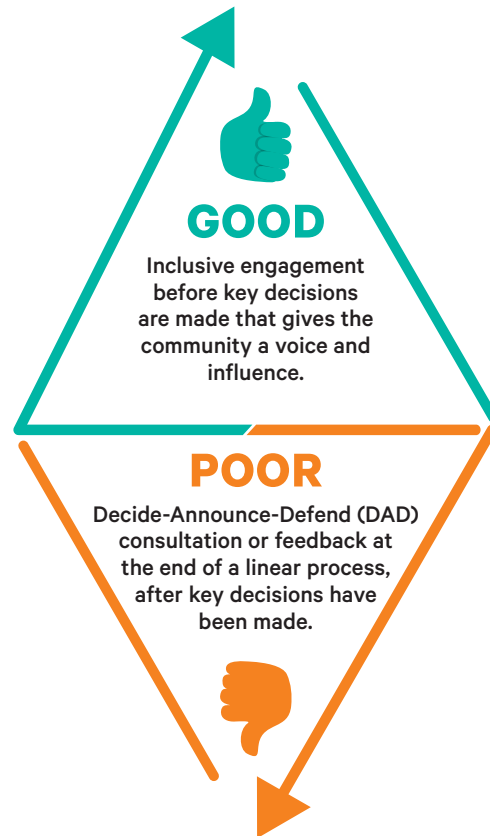 GOOD
Inclusive engagement
before key decisions
are made that gives the
community a voice and
influence.
POOR
Decide-Announce-Defend (DAD)
consultation or feedback at
the end of a linear process,
after key decisions have
been made.